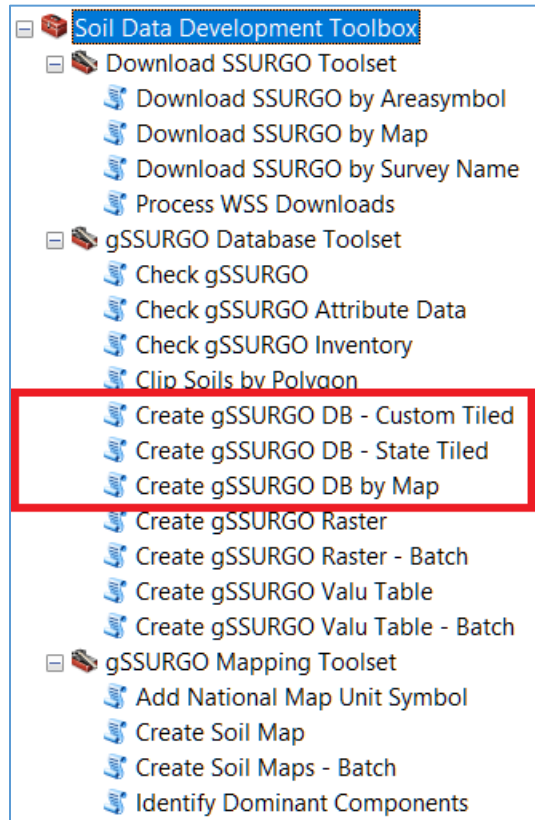 Soil Data Development Toolbox
Download SSURGO Toolset
Download SSURGO by Areasymbol
Download SSURGO by Map
Download SSURGO by Survey Name
Process WSS Downloads
gSSURGO Database Toolset
Check gSSURGO
Check gSSURGO Attribute Data
Check gSSURGO Inventory
Clip Soils by Polygon
Create gSSURGO DB - Custom Tiled
Create gSSURGO DB - State Tiled
Create gSSURGO DB by Map
Create gSSURGO Raster
Create gSSURGO Raster - Batch
Create gSSURGO Valu Table
Create gSSURGO Valu Table - Batch
gSSURGO Mapping Toolset
Add National Map Unit Symbol
Create Soil Map
Create Soil Maps - Batch
Identify Dominant Components